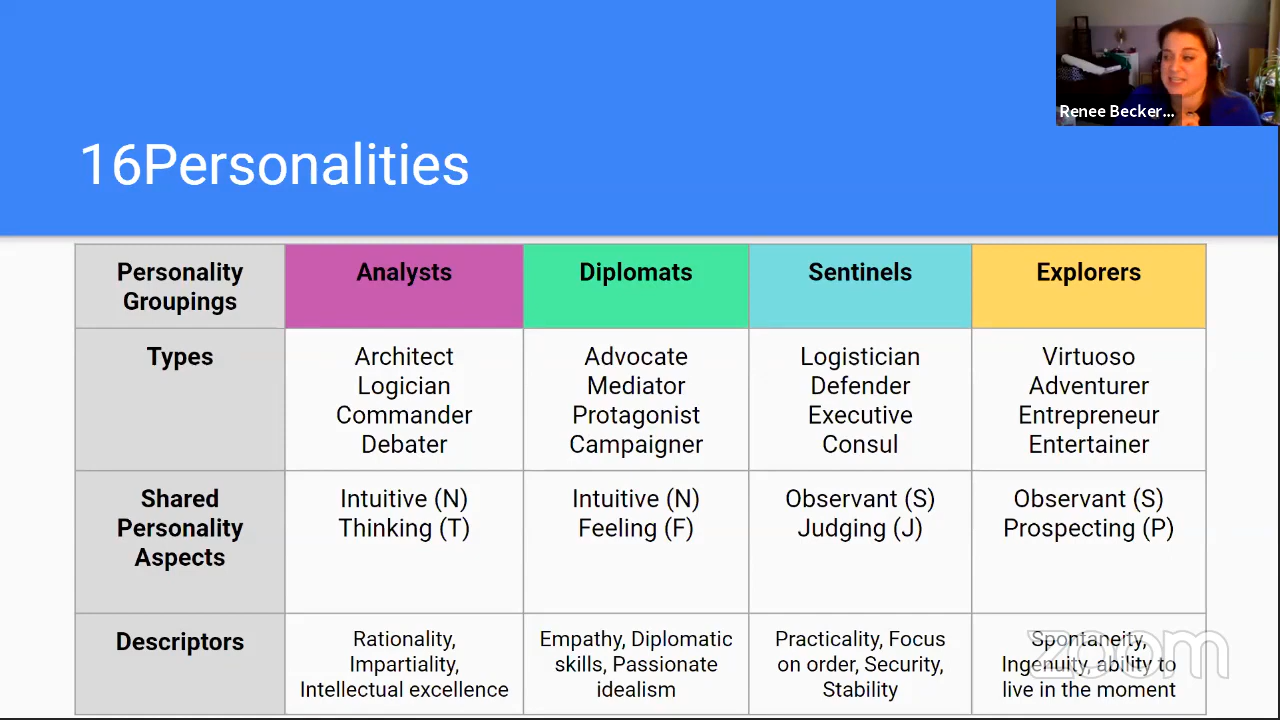 Renee Becker...
16Personalities
Personality
Groupings
Analysts
Diplomats
Sentinels
Explorers
Types
Architect
Logician
Commander
Debater
Advocate
Mediator
Protagonist
Campaigner
Logistician
Defender
Executive
Consul
Virtuoso
Adventurer
Entrepreneur
Entertainer
Shared
Personality
Aspects
Intuitive (N)
Thinking (T)
Intuitive (N)
Feeling (F)
Observant (S)
Judging (J)
Observant (S)
Prospecting (P)
Descriptors
Rationality,
Impartiality,
Intellectual excellence
Empathy, Diplomatic
skills, Passionate
idealism
Practicality, Focus
on order, Security,
Stability
Spontaneity,
Ingenuity, ability to
live in the moment
zoom